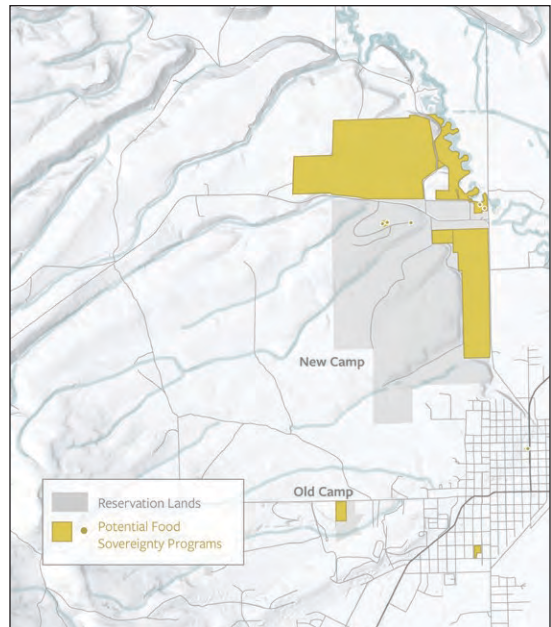 New Camp
Old Camp
Reservation Lands
Potential Food
Sovereignty Programs